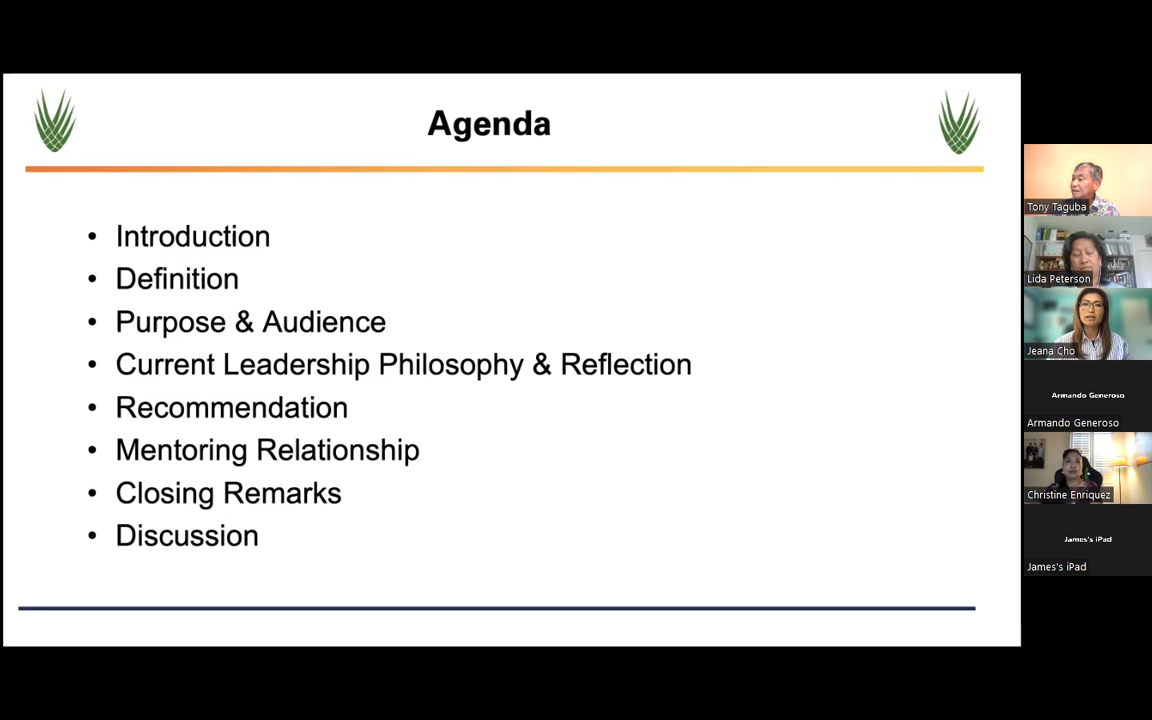 Agenda
• Introduction
• Definition
• Purpose & Audience
• Current Leadership Philosophy & Reflection
• Recommendation
• Mentoring Relationship
• Closing Remarks
• Discussion
Tony Taguba
Lida Peterson
Jeana Cho
Armando Generoso
Armando Generoso
Christine Enriquez
James's iPad
James's iPad